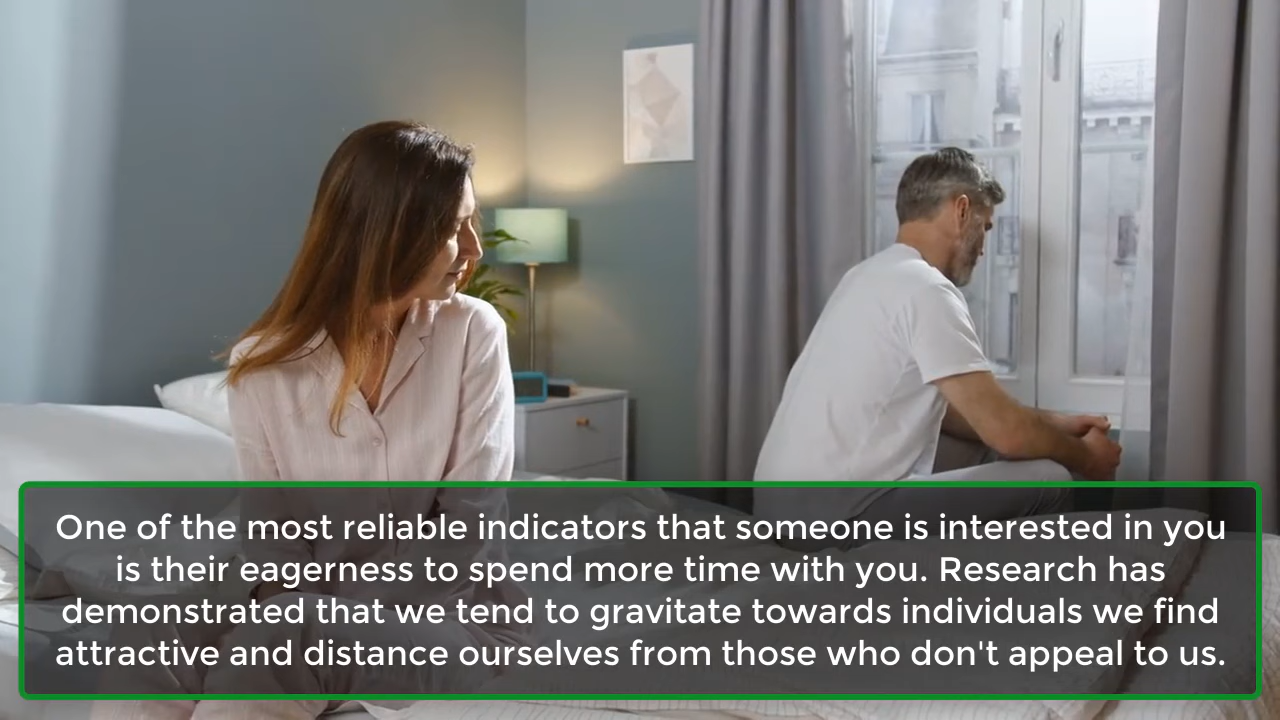 One of the most reliable indicators that someone is interested in you
is their eagerness to spend more time with you. Research has
demonstrated that we tend to gravitate towards individuals we find
attractive and distance ourselves from those who don't appeal to us.